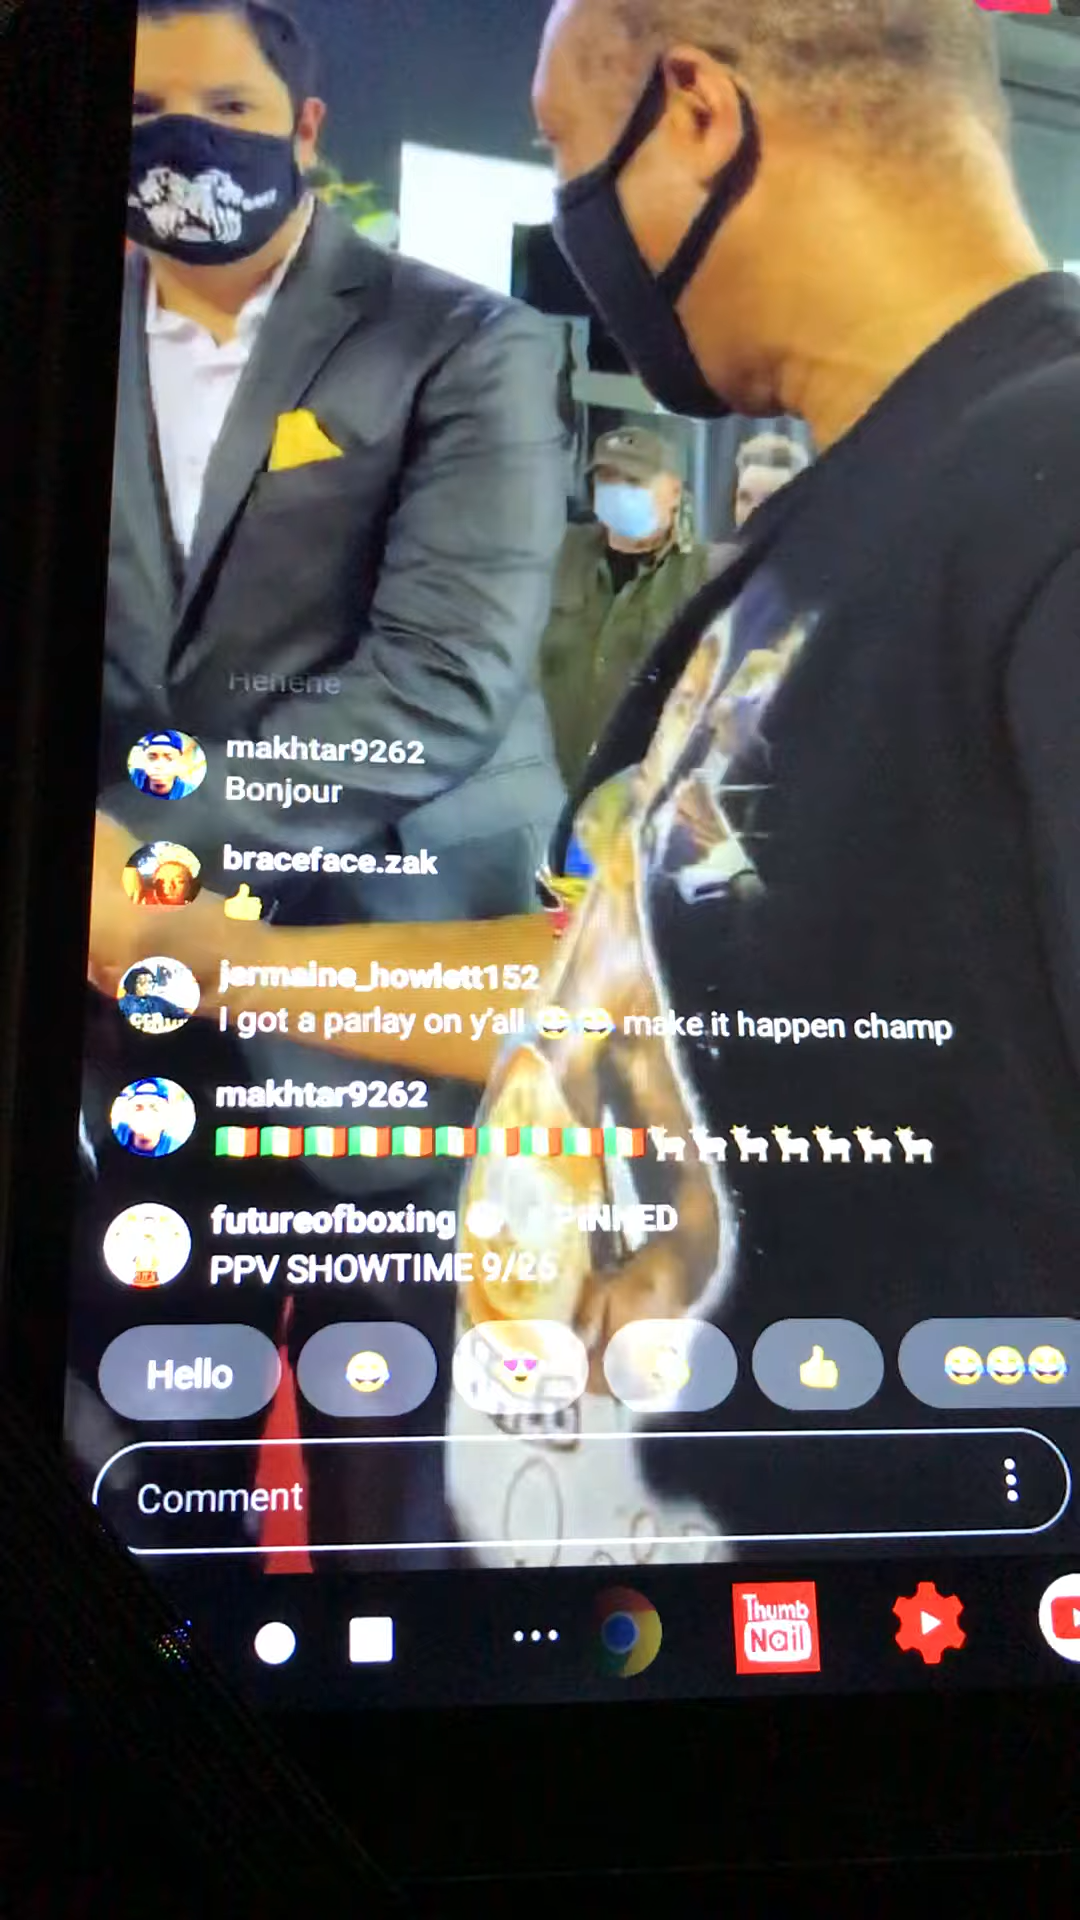 Hehehe
makhtar9262
Bonjour
braceface.zak
👍
jermaine_howlett152
I got a parlay on y'all 😂😂 make it happen champ
makhtar9262
🇲🇽🇲🇽🇲🇽🇲🇽🇲🇽🇲🇽🇲🇽🇲🇽🇲🇽🇲🇽🐐🐐🐐🐐🐐🐐🐐
futureofboxing PINNED
PPV SHOWTIME 9/26
Hello 😂 😍 👍 😂😂😂
Comment
Thumb
Nail